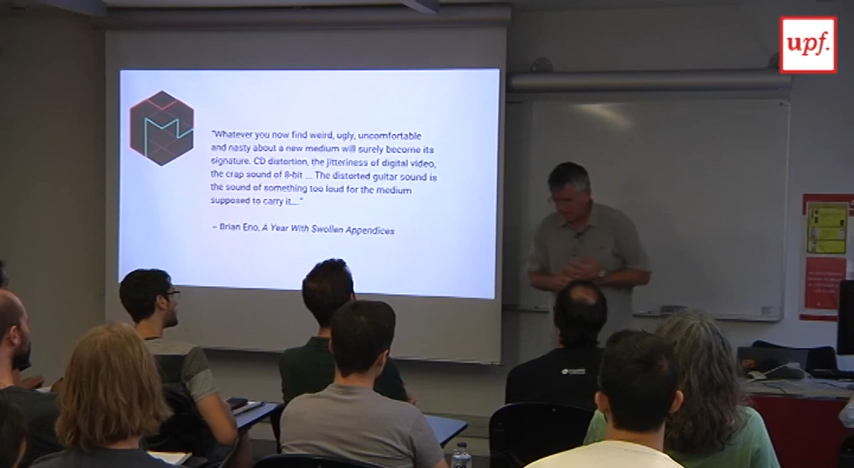 upf.
"Whatever you now find weird, ugly, uncomfortable
and nasty about a new medium will surely become its
signature. CD distortion, the jitteriness of digital video,
the crap sound of 8-bit ... The distorted guitar sound is
the sound of something too loud for the medium
supposed to carry it...."
– Brian Eno, A Year With Swollen Appendices